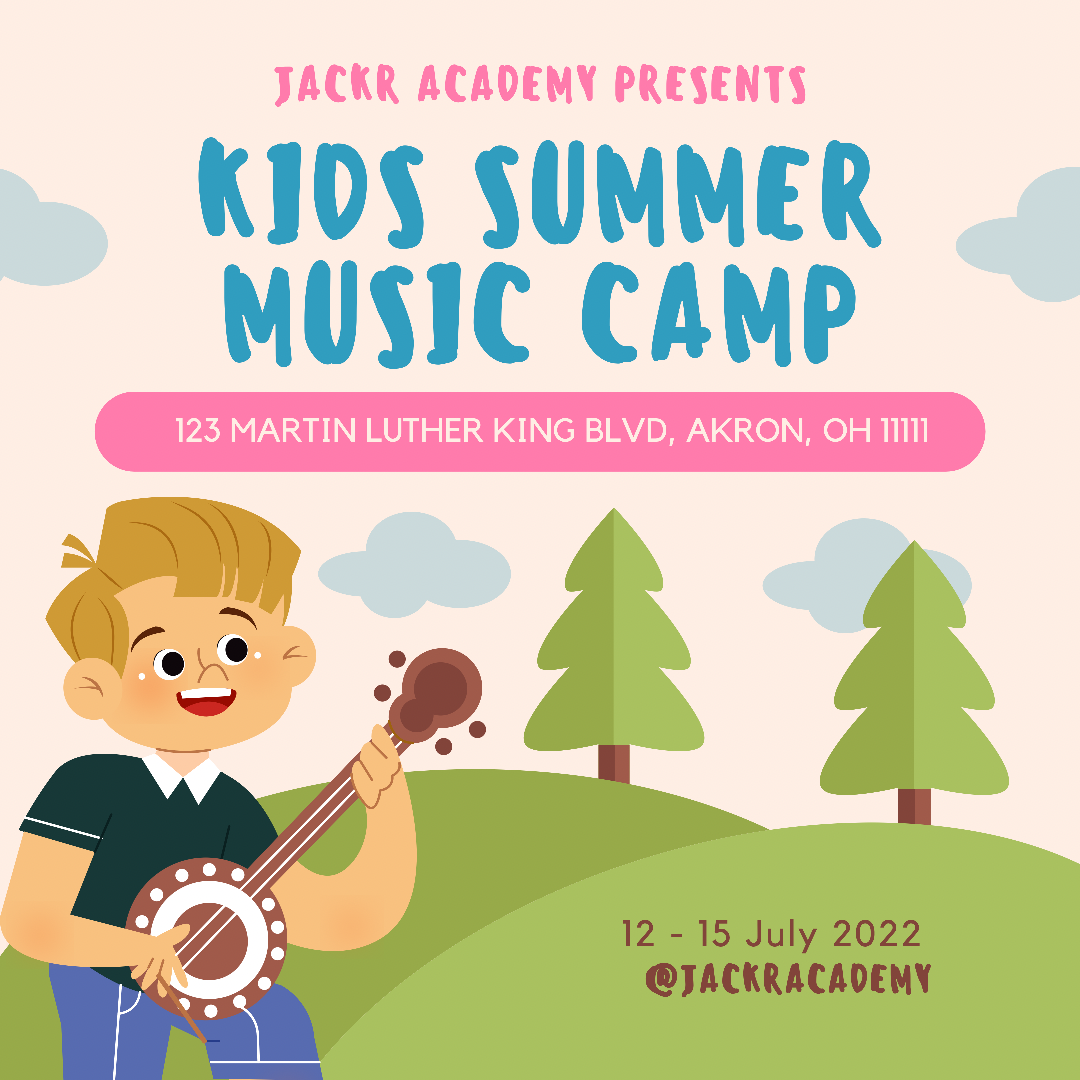 JACKR ACADEMY PRESENTS
KIDS SUMMER
MUSIC CAMP
123 MARTIN LUTHER KING BLVD, AKRON, OH 11111
12 - 15 July 2022
@JACKRACADEMY